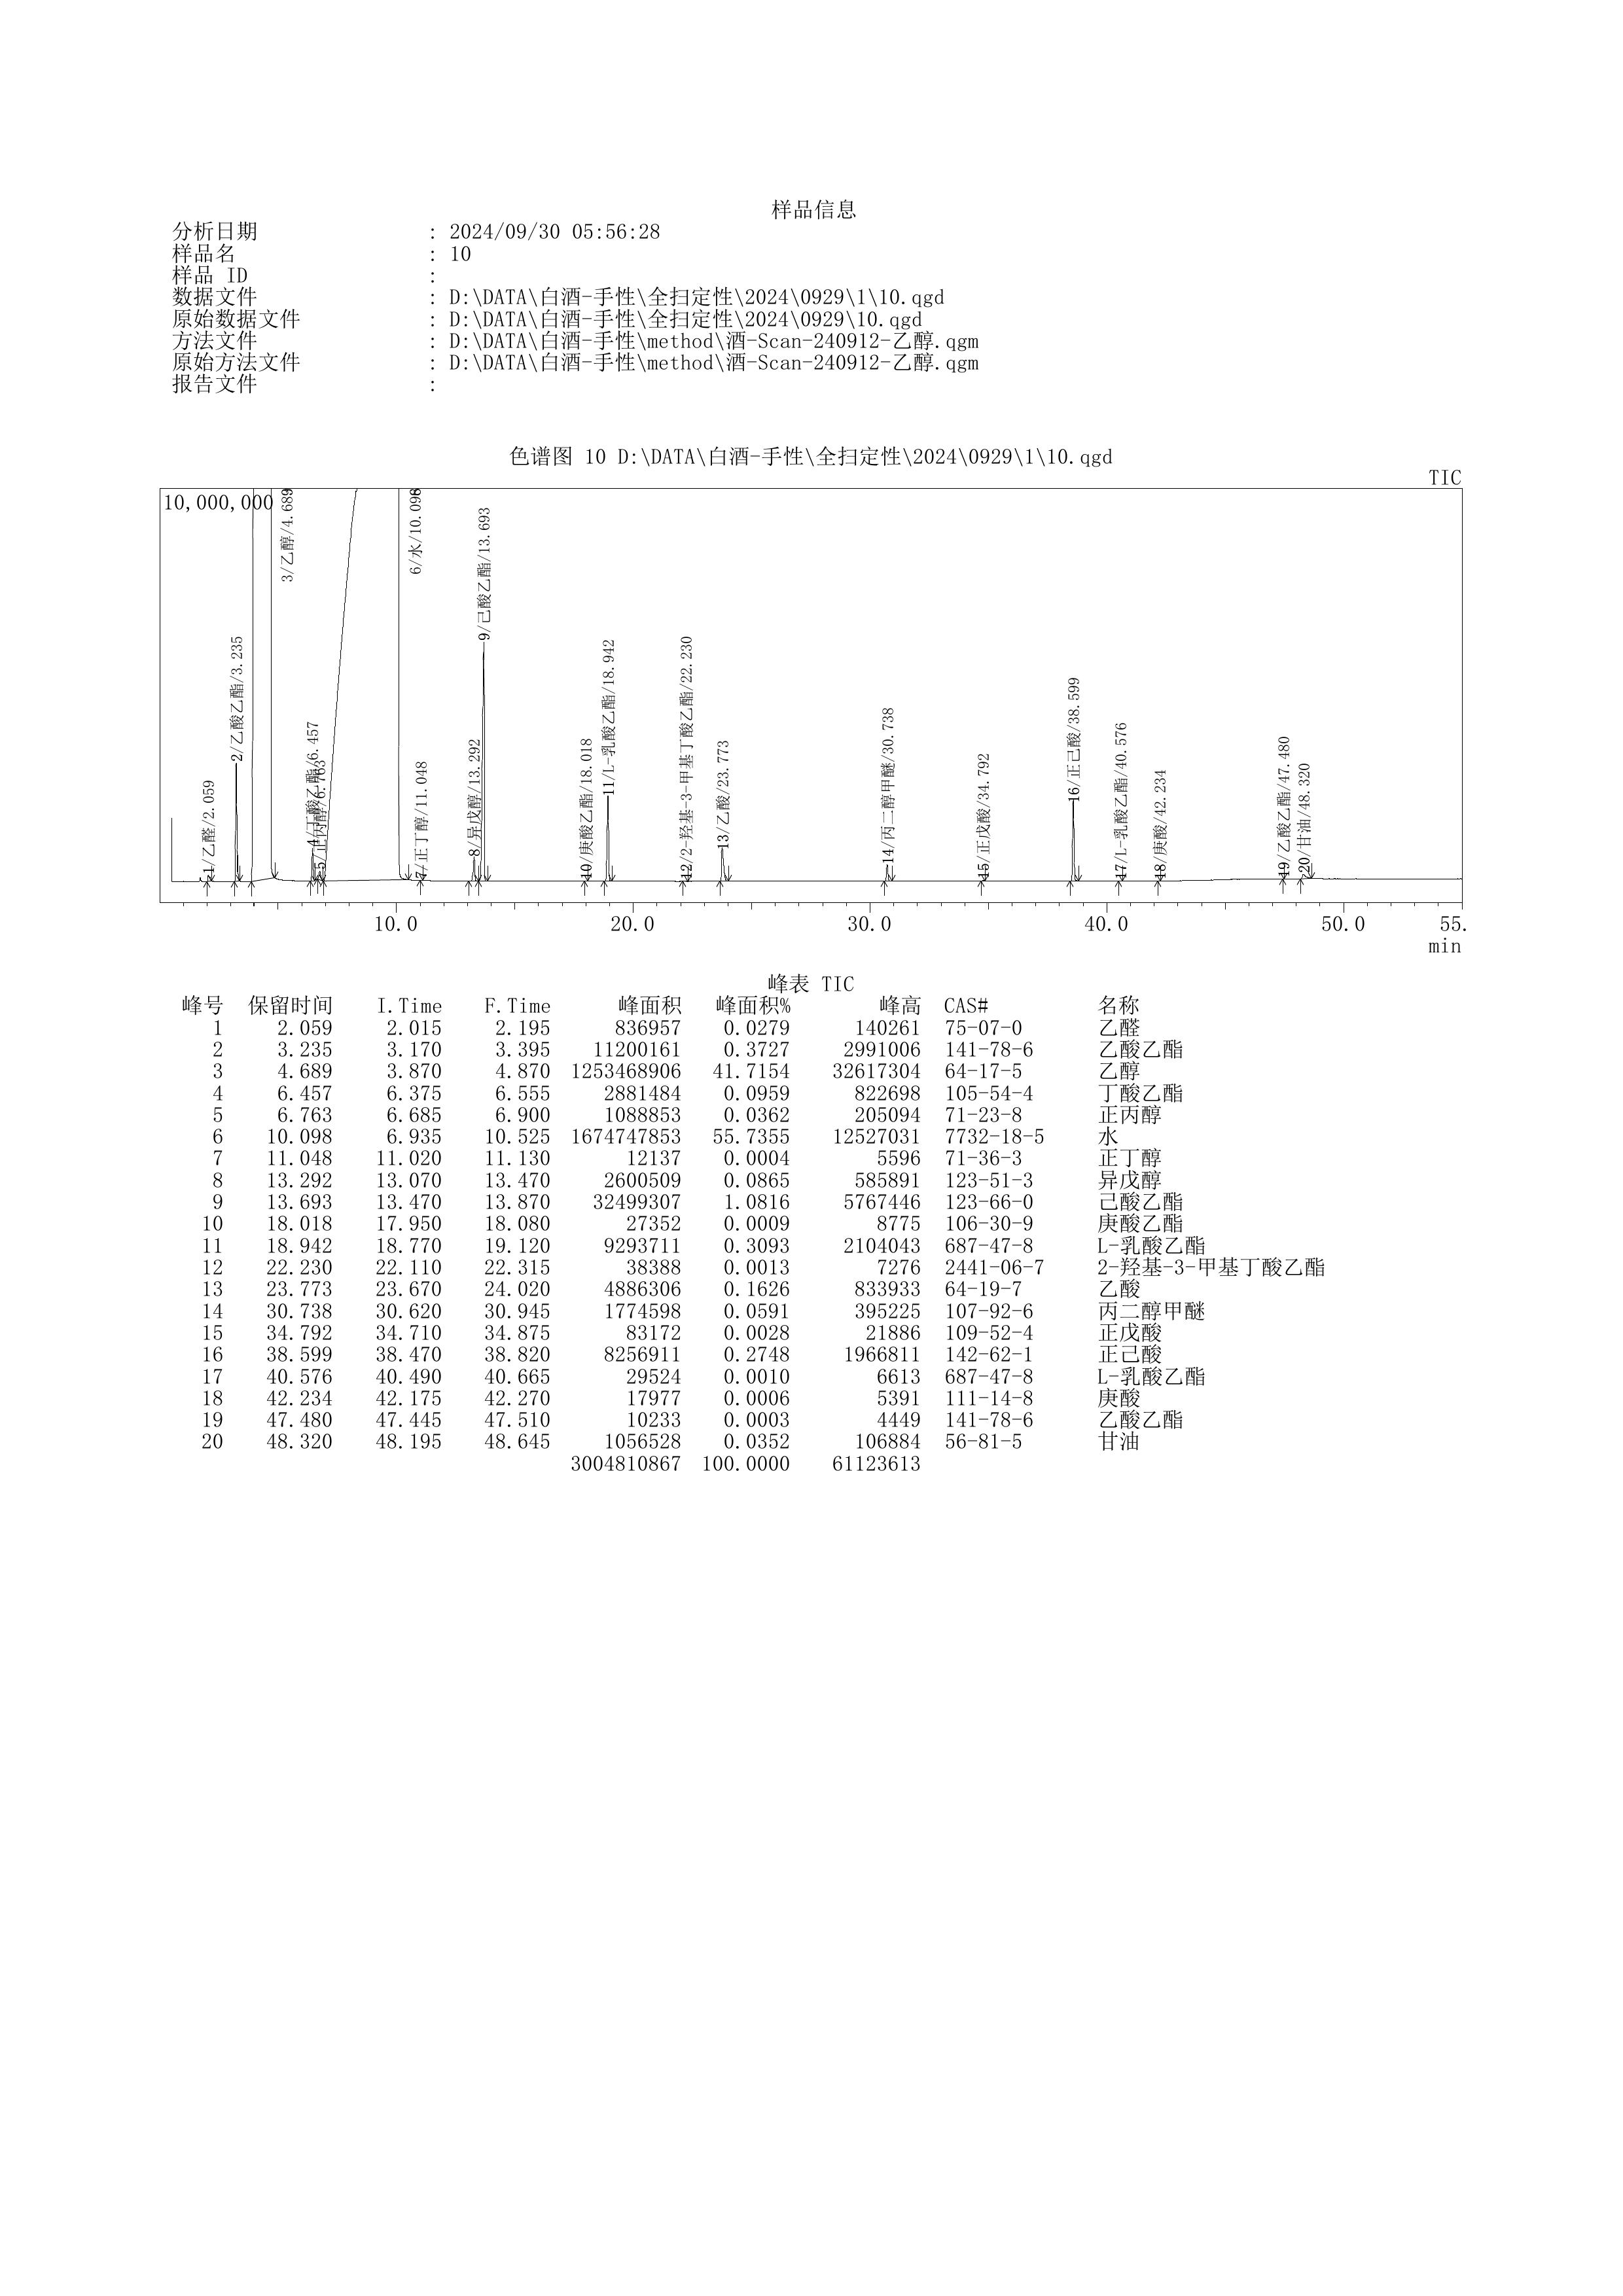 样品信息
分析日期 : 2024/09/30 05:56:28
样品名 : 10
样品 ID :
数据文件 : D:\DATA\白酒-手性\全扫定性\2024\0929\1\10.qgd
原始数据文件 : D:\DATA\白酒-手性\全扫定性\2024\0929\10.qgd
方法文件 : D:\DATA\白酒-手性\method\酒-Scan-240912-乙醇.qgm
原始方法文件 : D:\DATA\白酒-手性\method\酒-Scan-240912-乙醇.qgm
报告文件 :
色谱图 10 D:\DATA\白酒-手性\全扫定性\2024\0929\1\10.qgd
TIC
10,000,000
1/乙醛/2.059
2/乙酸乙酯/3.235
3/乙醇/4.689
4/丁酸乙酯/6.457
5/正丙醇/6.763
6/水/10.098
7/正丁醇/11.048
8/异戊醇/13.292
9/己酸乙酯/13.693
10/庚酸乙酯/18.018
11/L-乳酸乙酯/18.942
12/2-羟基-3-甲基丁酸乙酯/22.230
13/乙酸/23.773
14/丙二醇甲醚/30.738
15/正戊酸/34.792
16/正己酸/38.599
17/L-乳酸乙酯/40.576
18/庚酸/42.234
19/乙酸乙酯/47.480
20/甘油/48.320
10.0 20.0 30.0 40.0 50.0 55.
min
峰表 TIC
峰号 保留时间 I.Time F.Time 峰面积 峰面积% 峰高 CAS# 名称
1 2.059 2.015 2.195 836957 0.0279 140261 75-07-0 乙醛
2 3.235 3.170 3.395 11200161 0.3727 2991006 141-78-6 乙酸乙酯
3 4.689 3.870 4.870 1253468906 41.7154 32617304 64-17-5 乙醇
4 6.457 6.375 6.555 2881484 0.0959 822698 105-54-4 丁酸乙酯
5 6.763 6.685 6.900 1088853 0.0362 205094 71-23-8 正丙醇
6 10.098 6.935 10.525 1674747853 55.7355 12527031 7732-18-5 水
7 11.048 11.020 11.130 12137 0.0004 5596 71-36-3 正丁醇
8 13.292 13.070 13.470 2600509 0.0865 585891 123-51-3 异戊醇
9 13.693 13.470 13.870 32499307 1.0816 5767446 123-66-0 己酸乙酯
10 18.018 17.950 18.080 27352 0.0009 8775 106-30-9 庚酸乙酯
11 18.942 18.770 19.120 9293711 0.3093 2104043 687-47-8 L-乳酸乙酯
12 22.230 22.110 22.315 38388 0.0013 7276 2441-06-7 2-羟基-3-甲基丁酸乙酯
13 23.773 23.670 24.020 4886306 0.1626 833933 64-19-7 乙酸
14 30.738 30.620 30.945 1774598 0.0591 395225 107-92-6 丙二醇甲醚
15 34.792 34.710 34.875 83172 0.0028 21886 109-52-4 正戊酸
16 38.599 38.470 38.820 8256911 0.2748 1966811 142-62-1 正己酸
17 40.576 40.490 40.665 29524 0.0010 6613 687-47-8 L-乳酸乙酯
18 42.234 42.175 42.270 17977 0.0006 5391 111-14-8 庚酸
19 47.480 47.445 47.510 10233 0.0003 4449 141-78-6 乙酸乙酯
20 48.320 48.195 48.645 1056528 0.0352 106884 56-81-5 甘油
3004810867 100.0000 61123613